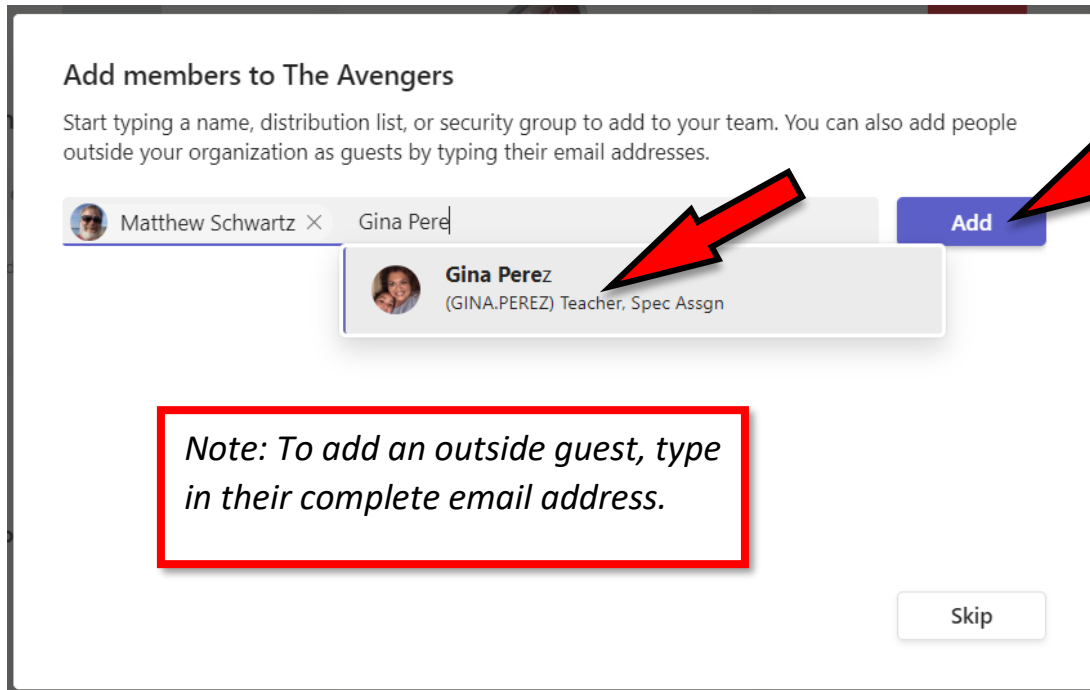 Add members to The Avengers
Start typing a name, distribution list, or security group to add to your team. You can also add people
outside your organization as guests by typing their email addresses.
Matthew Schwartz × Gina Pere Add
Gina Perez
(GINA.PEREZ) Teacher, Spec Assgn
Note: To add an outside guest, type
in their complete email address.
Skip